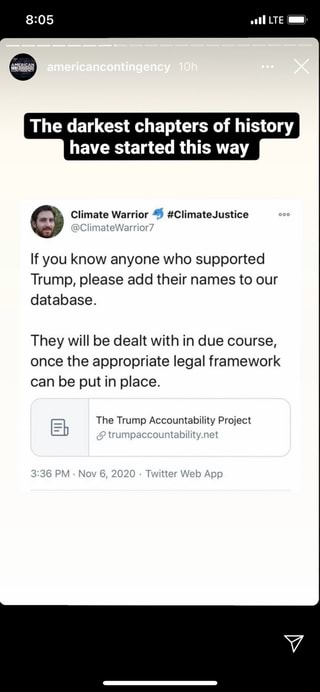 8:05
LTE
americancontingency 10h
The darkest chapters of history
have started this way
Climate Warrior #ClimateJustice
@ClimateWarrior7
If you know anyone who supported
Trump, please add their names to our
database.
They will be dealt with in due course,
once the appropriate legal framework
can be put in place.
The Trump Accountability Project
trumpaccountability.net
3:36 PM · Nov 6, 2020 · Twitter Web App